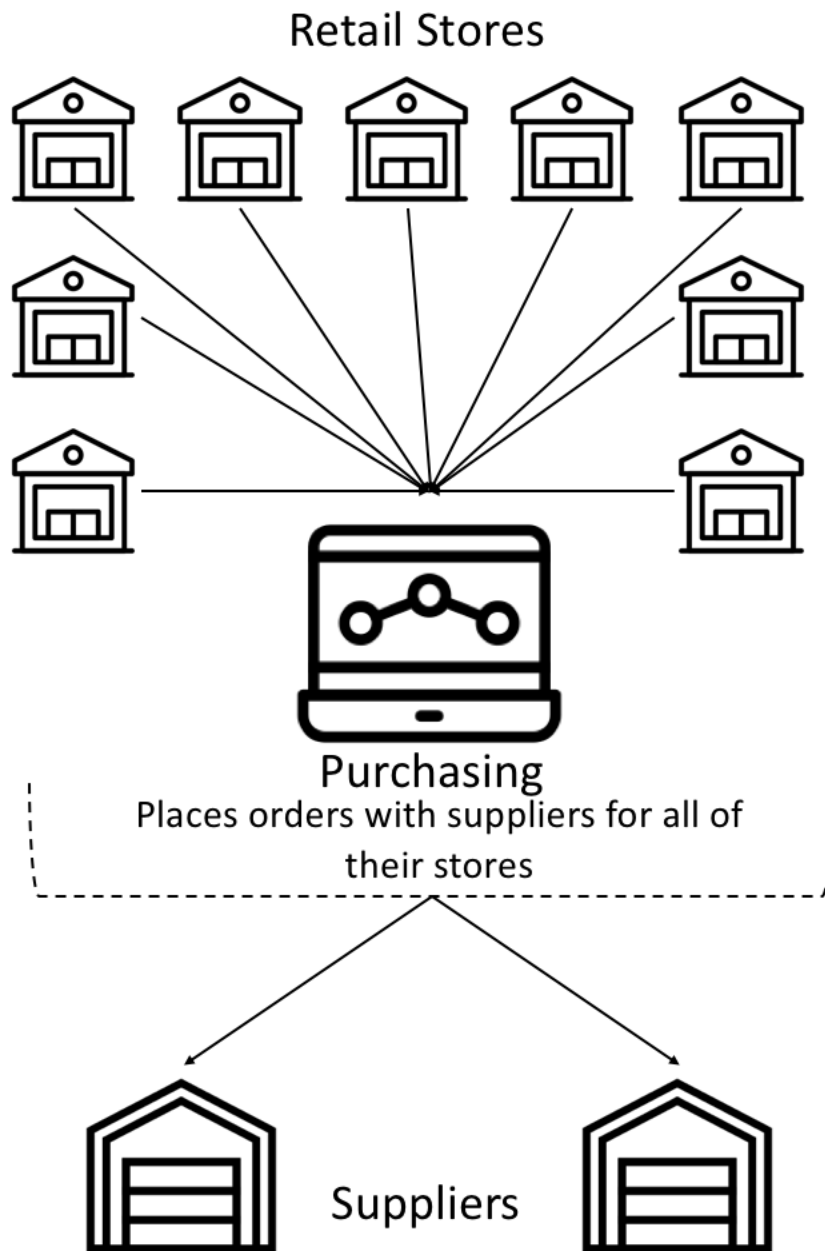 Retail Stores
Purchasing
Places orders with suppliers for all of
their stores
Suppliers